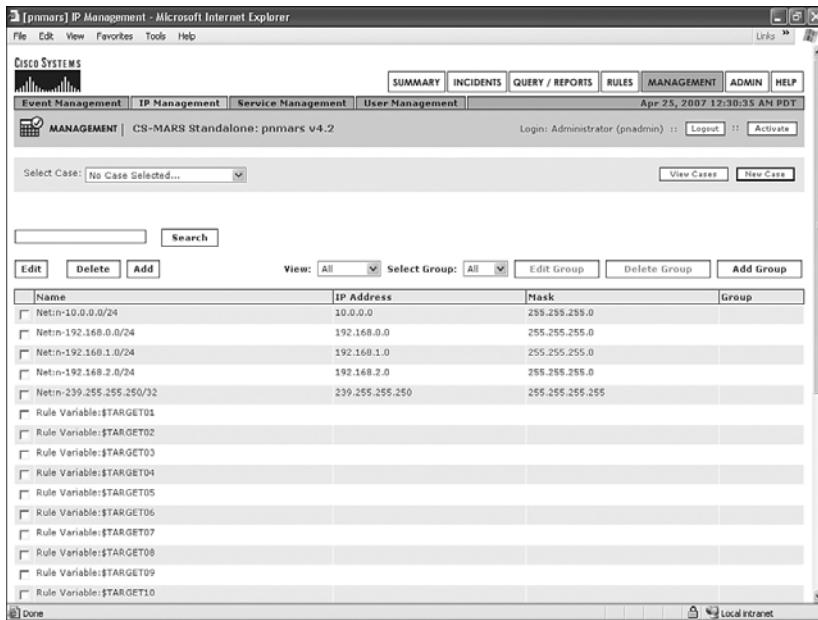 [pnmars] IP Management - Microsoft Internet Explorer
File Edit View Favorites Tools Help Links »
CISCO SYSTEMS
SUMMARY INCIDENTS QUERY / REPORTS RULES MANAGEMENT ADMIN HELP
Event Management IP Management Service Management User Management Apr 25, 2007 12:30:35 AM PDT
MANAGEMENT | CS-MARS Standalone: pnmars v4.2 Login: Administrator (pnadmin) :: Logout :: Activate
Select Case: No Case Selected... View Cases New Case
Search
Edit Delete Add View: All Select Group: All Edit Group Delete Group Add Group
Name IP Address Mask Group
Net:n-10.0.0.0/24 10.0.0.0 255.255.255.0
Net:n-192.168.0.0/24 192.168.0.0 255.255.255.0
Net:n-192.168.1.0/24 192.168.1.0 255.255.255.0
Net:n-192.168.2.0/24 192.168.2.0 255.255.255.0
Net:n-239.255.255.250/32 239.255.255.250 255.255.255.255
Rule Variable:$TARGET01
Rule Variable:$TARGET02
Rule Variable:$TARGET03
Rule Variable:$TARGET04
Rule Variable:$TARGET05
Rule Variable:$TARGET06
Rule Variable:$TARGET07
Rule Variable:$TARGET08
Rule Variable:$TARGET09
Rule Variable:$TARGET10
Done Local intranet